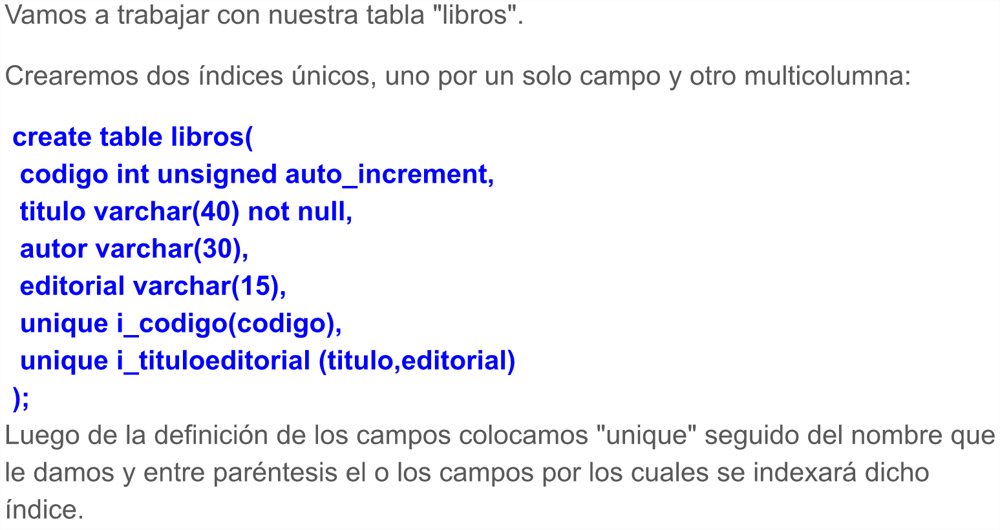 Vamos a trabajar con nuestra tabla "libros".
Crearemos dos índices únicos, uno por un solo campo y otro multicolumna:
create table libros(
codigo int unsigned auto_increment,
titulo varchar(40) not null,
autor varchar(30),
editorial varchar(15),
unique i_codigo(codigo),
unique i_tituloeditorial (titulo,editorial)
);
Luego de la definición de los campos colocamos "unique" seguido del nombre que
le damos y entre paréntesis el o los campos por los cuales se indexará dicho
índice.